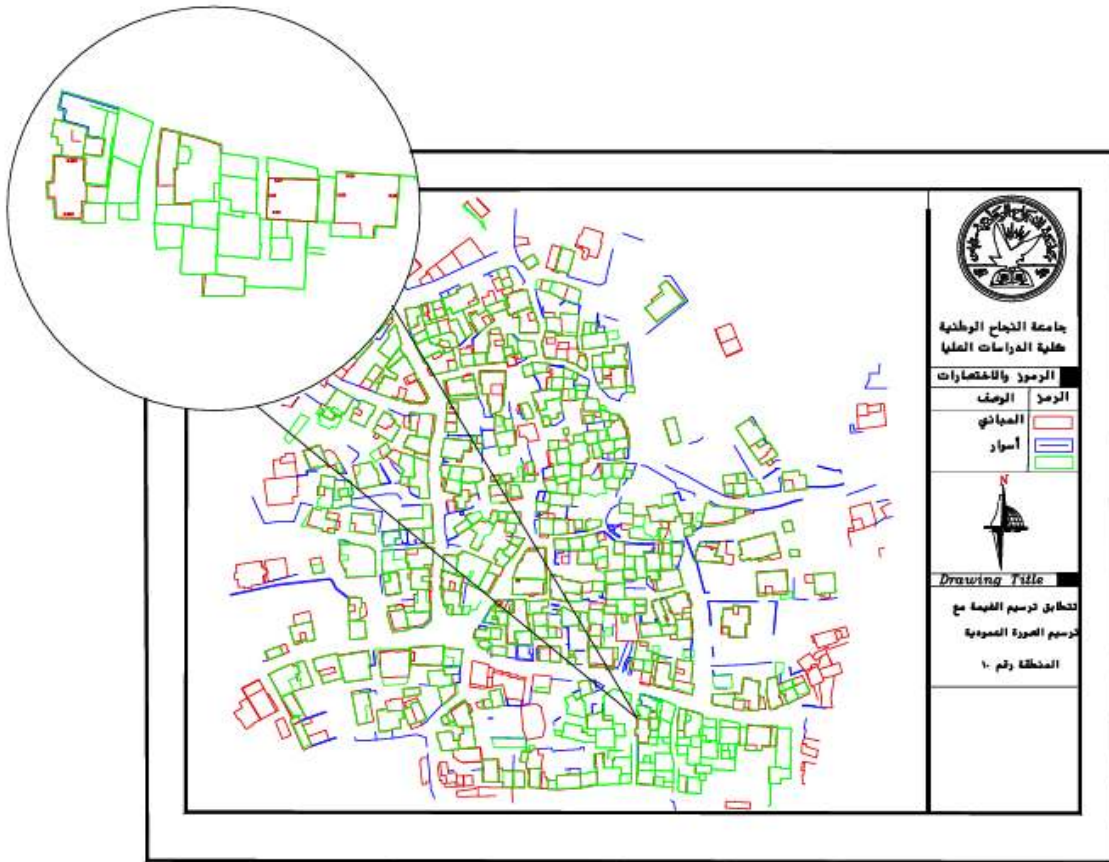 جامعة النجاح الوطنية
كلية الدراسات العليا
الرموز والاختصارات
الرمز الوصف
المباني
أسوار
N
Drawing Title
تتطابق ترسيم القيمة مع
ترسيم الصورة العمودية
المنطقة رقم ١٠